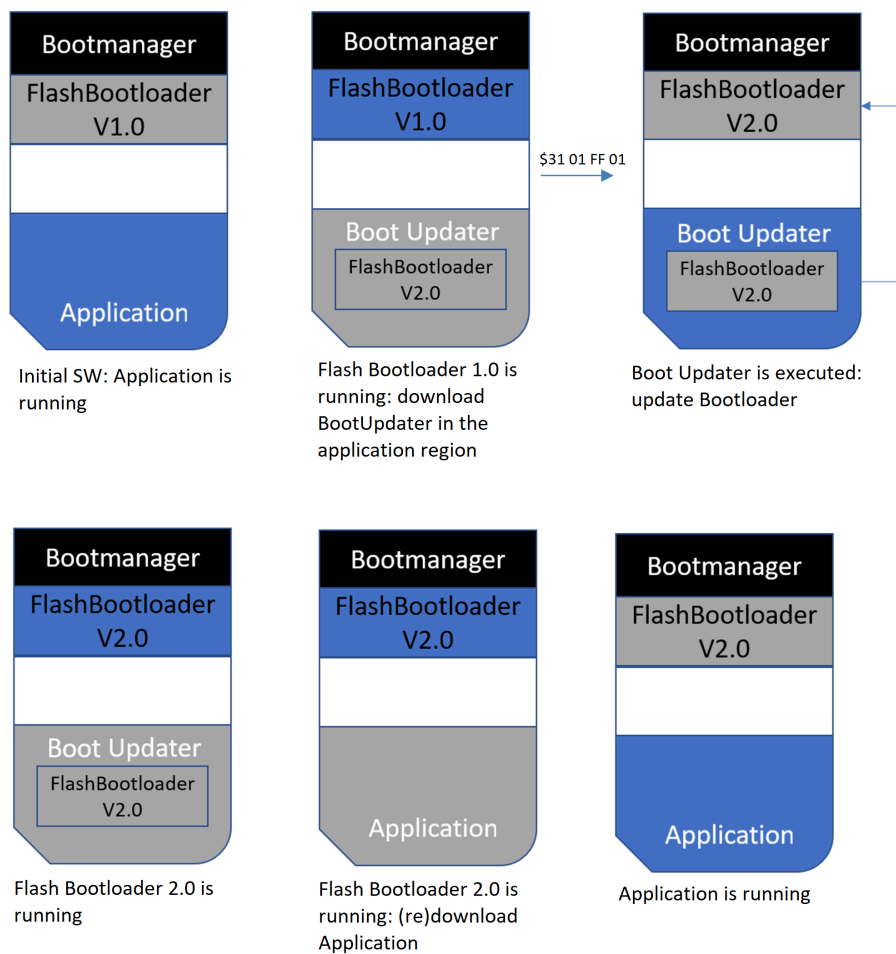 Bootmanager
FlashBootloader
V1.0
Application
Initial SW: Application is
running
Bootmanager
FlashBootloader
V1.0
Boot Updater
FlashBootloader
V2.0
Flash Bootloader 1.0 is
running: download
BootUpdater in the
application region
$31 01 FF 01
Bootmanager
FlashBootloader
V2.0
Boot Updater
FlashBootloader
V2.0
Boot Updater is executed:
update Bootloader
Bootmanager
FlashBootloader
V2.0
Boot Updater
FlashBootloader
V2.0
Flash Bootloader 2.0 is
running
Bootmanager
FlashBootloader
V2.0
Application
Flash Bootloader 2.0 is
running: (re)download
Application
Bootmanager
FlashBootloader
V2.0
Application
Application is running